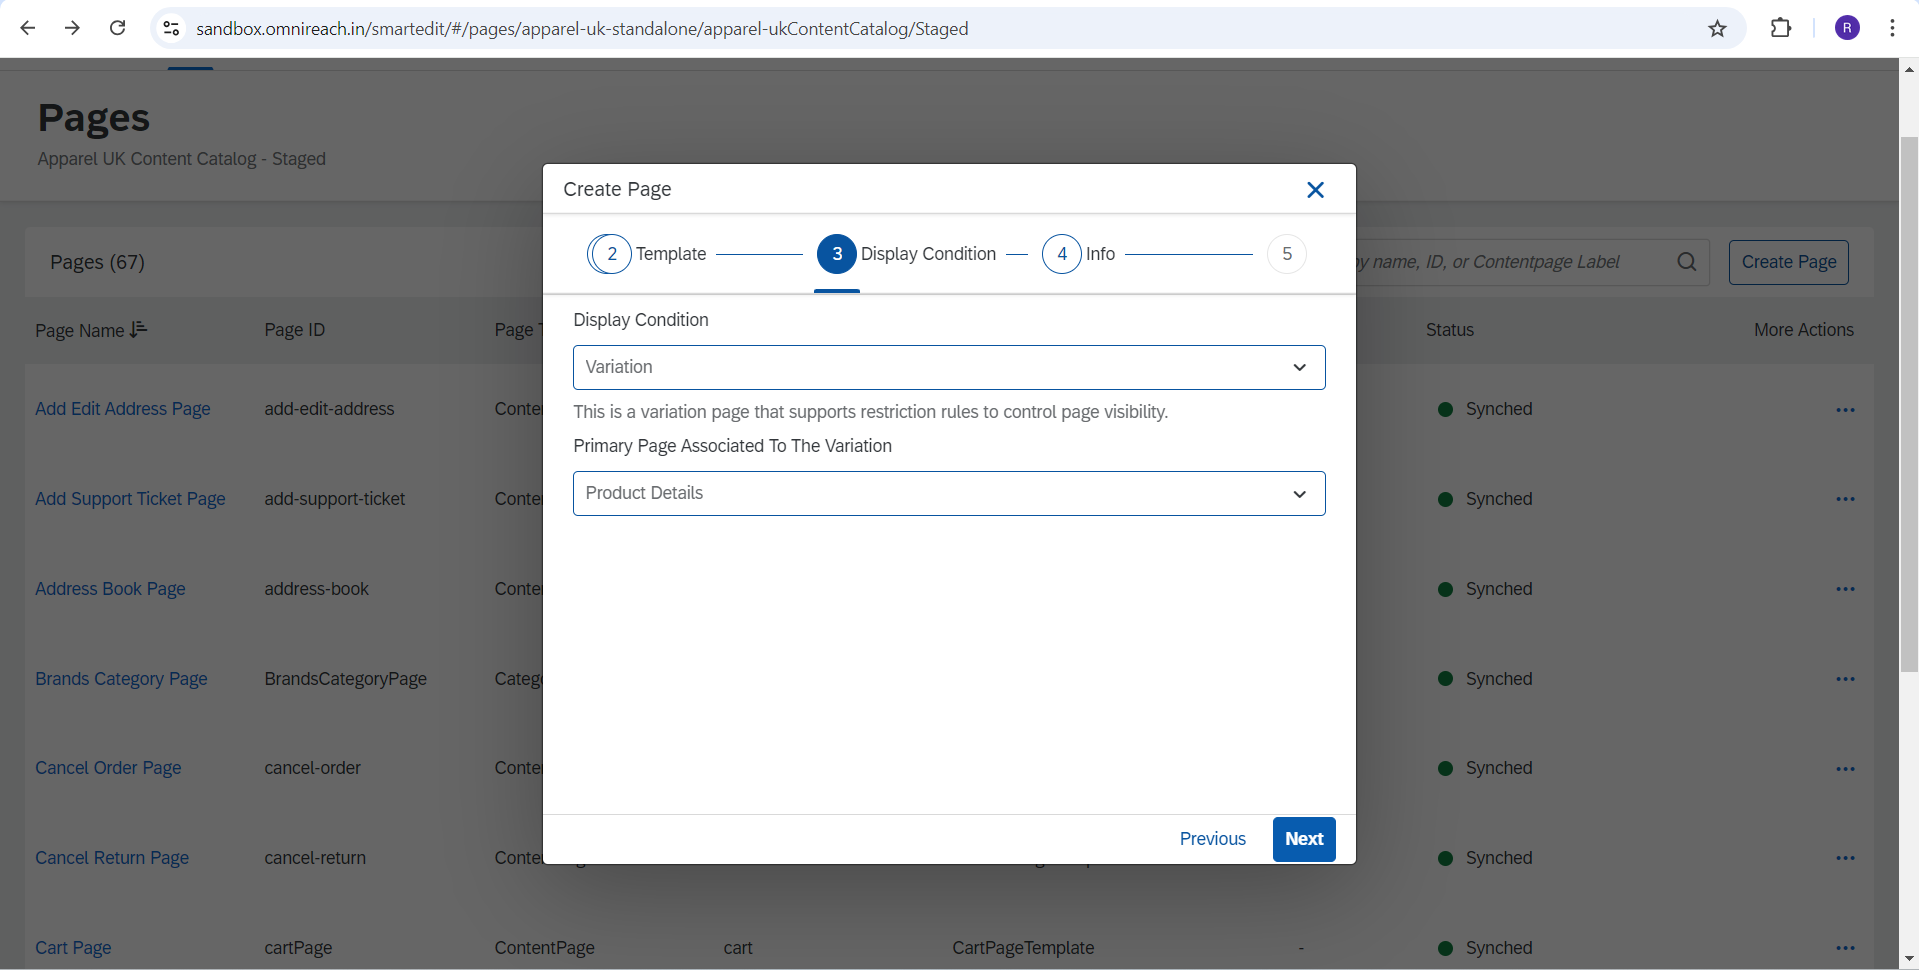 sandbox.omnireach.in/smartedit/#/pages/apparel-uk-standalone/apparel-ukContentCatalog/Staged
R
Pages
Apparel UK Content Catalog - Staged
Create Page
2 Template 3 Display Condition 4 Info 5
Pages (67)
by name, ID, or Contentpage Label
Create Page
Page Name Page ID Page T Status More Actions
Display Condition
Variation
This is a variation page that supports restriction rules to control page visibility.
Primary Page Associated To The Variation
Product Details
Previous Next
Add Edit Address Page add-edit-address Conte Synched
Add Support Ticket Page add-support-ticket Conte Synched
Address Book Page address-book Conte Synched
Brands Category Page BrandsCategoryPage Catego Synched
Cancel Order Page cancel-order Conte Synched
Cancel Return Page cancel-return Conte Synched
Cart Page cartPage ContentPage cart CartPageTemplate - Synched